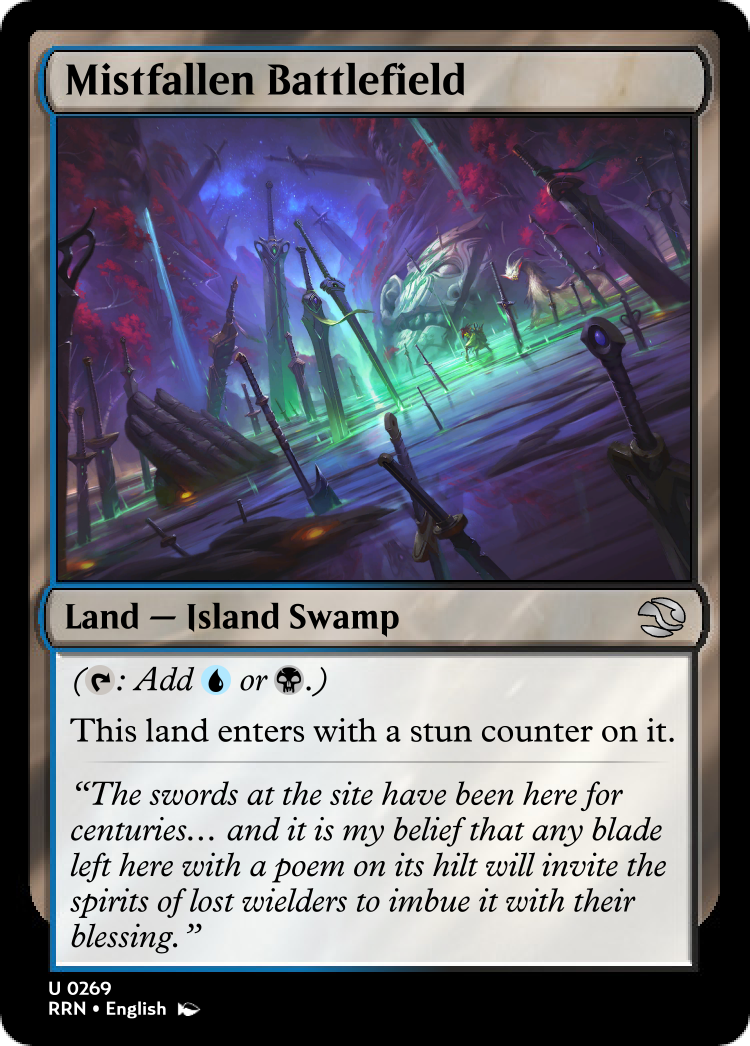 Mistfallen Battlefield
Land — Island Swamp
(: Add or .)
This land enters with a stun counter on it.
“The swords at the site have been here for
centuries… and it is my belief that any blade
left here with a poem on its hilt will invite the
spirits of lost wielders to imbue it with their
blessing.”
U 0269
RRN • English